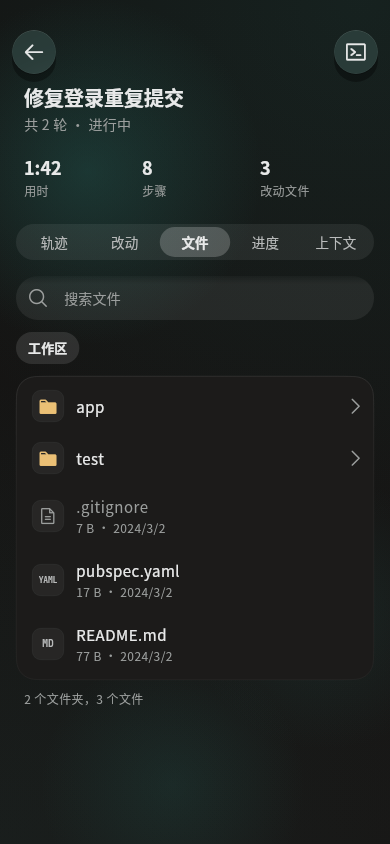 修复登录重复提交
共 2 轮 · 进行中
1:42 8 3
用时 步骤 改动文件
轨迹 改动 文件 进度 上下文
搜索文件
工作区
app
test
.gitignore
7 B · 2024/3/2
YAML pubspec.yaml
17 B · 2024/3/2
MD README.md
77 B · 2024/3/2
2 个文件夹，3 个文件